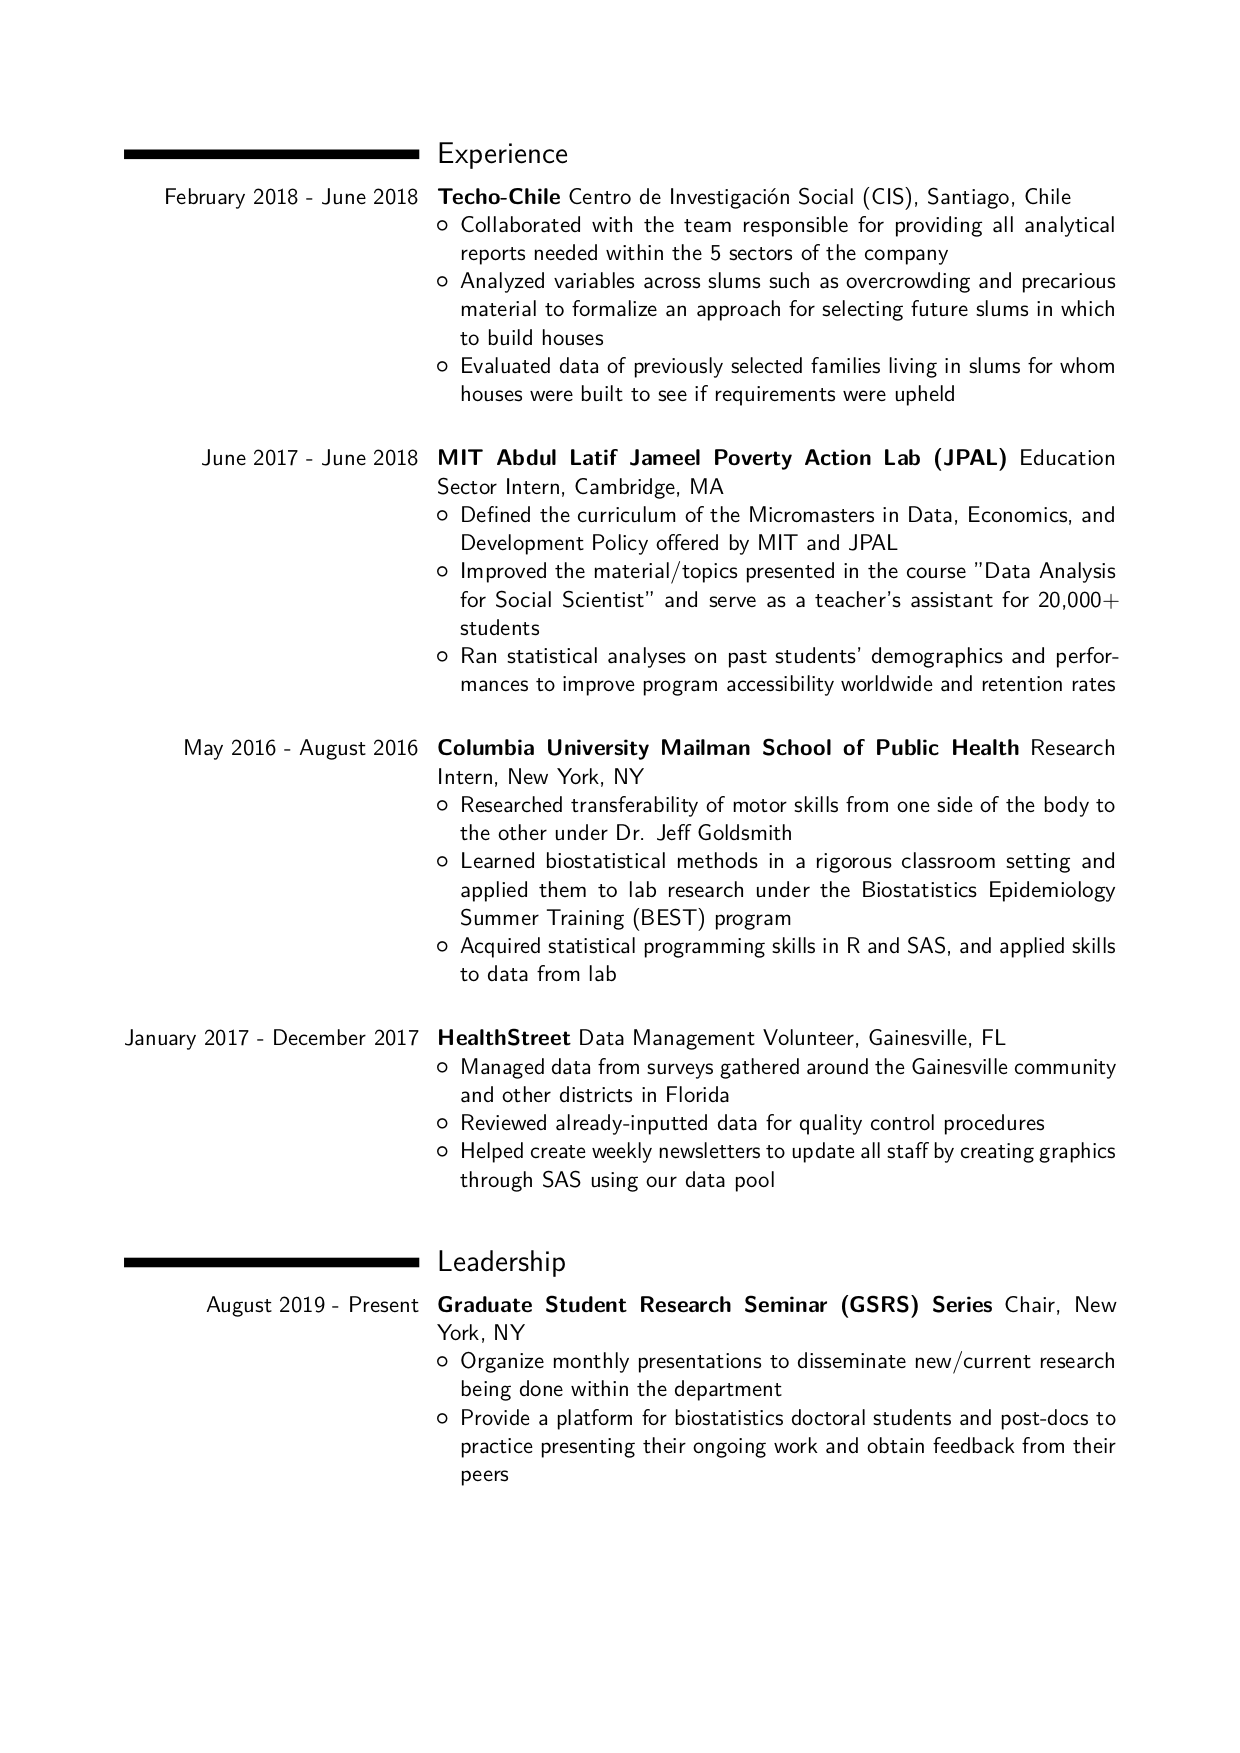 Experience
February 2018 - June 2018 Techo-Chile Centro de Investigación Social (CIS), Santiago, Chile
Collaborated with the team responsible for providing all analytical
reports needed within the 5 sectors of the company
Analyzed variables across slums such as overcrowding and precarious
material to formalize an approach for selecting future slums in which
to build houses
Evaluated data of previously selected families living in slums for whom
houses were built to see if requirements were upheld
June 2017 - June 2018 MIT Abdul Latif Jameel Poverty Action Lab (JPAL) Education
Sector Intern, Cambridge, MA
Defined the curriculum of the Micromasters in Data, Economics, and
Development Policy offered by MIT and JPAL
Improved the material/topics presented in the course ”Data Analysis
for Social Scientist” and serve as a teacher’s assistant for 20,000+
students
Ran statistical analyses on past students’ demographics and perfor-
mances to improve program accessibility worldwide and retention rates
May 2016 - August 2016 Columbia University Mailman School of Public Health Research
Intern, New York, NY
Researched transferability of motor skills from one side of the body to
the other under Dr. Jeff Goldsmith
Learned biostatistical methods in a rigorous classroom setting and
applied them to lab research under the Biostatistics Epidemiology
Summer Training (BEST) program
Acquired statistical programming skills in R and SAS, and applied skills
to data from lab
January 2017 - December 2017 HealthStreet Data Management Volunteer, Gainesville, FL
Managed data from surveys gathered around the Gainesville community
and other districts in Florida
Reviewed already-inputted data for quality control procedures
Helped create weekly newsletters to update all staff by creating graphics
through SAS using our data pool
Leadership
August 2019 - Present Graduate Student Research Seminar (GSRS) Series Chair, New
York, NY
Organize monthly presentations to disseminate new/current research
being done within the department
Provide a platform for biostatistics doctoral students and post-docs to
practice presenting their ongoing work and obtain feedback from their
peers